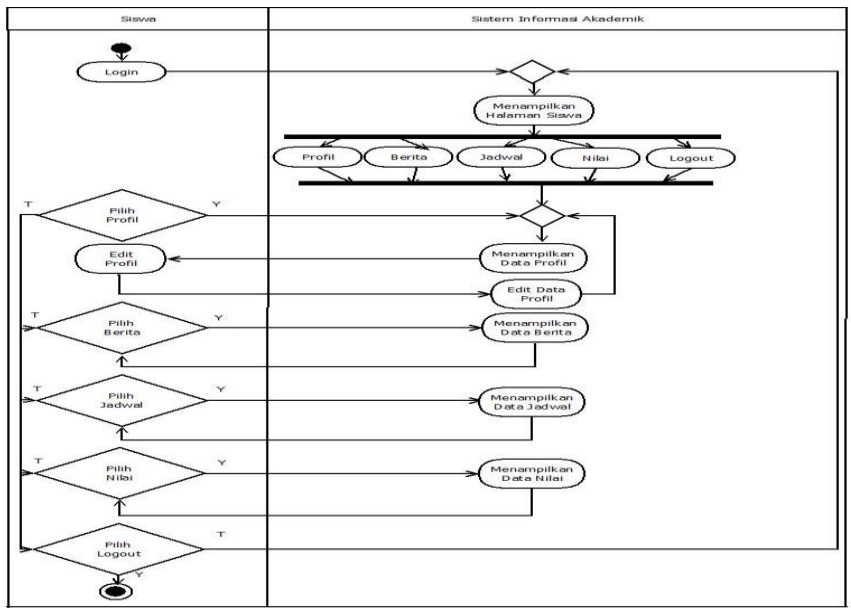 Siswa
Sistem Informasi Akademik
Login
Menampilkan
Halaman Siswa
Profil
Berita
Jadwal
Nilai
Logout
T
Pilih
Profil
Y
Edit
Profil
Menampilkan
Data Profil
Edit Data
Profil
T
Pilih
Berita
Y
Menampilkan
Data Berita
T
Pilih
Jadwal
Y
Menampilkan
Data Jadwal
T
Pilih
Nilai
Y
Menampilkan
Data Nilai
Pilih
Logout
T
Y